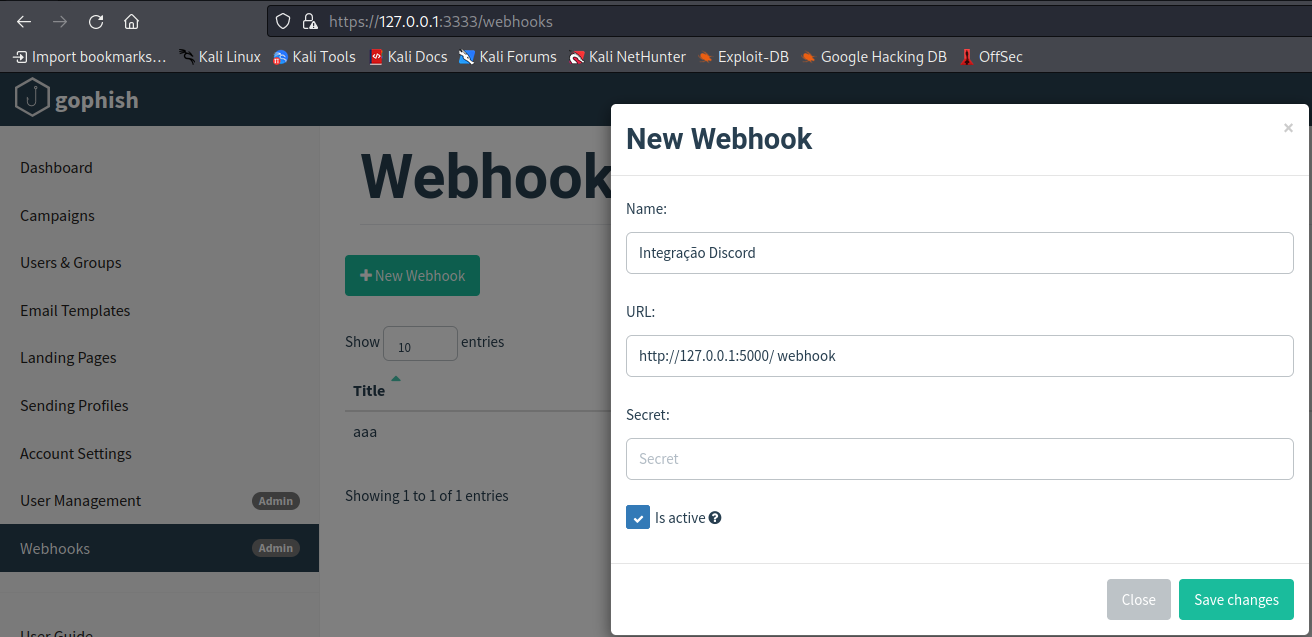 https://127.0.0.1:3333/webhooks
Import bookmarks… Kali Linux Kali Tools Kali Docs Kali Forums Kali NetHunter Exploit-DB Google Hacking DB OffSec
gophish
Dashboard
Campaigns
Users & Groups
Email Templates
Landing Pages
Sending Profiles
Account Settings
User Management Admin
Webhooks Admin
User Guide
Webhook
New Webhook
Show 10 entries
Title
aaa
Showing 1 to 1 of 1 entries
New Webhook
×
Name:
Integração Discord
URL:
http://127.0.0.1:5000/ webhook
Secret:
Secret
Is active
Close Save changes